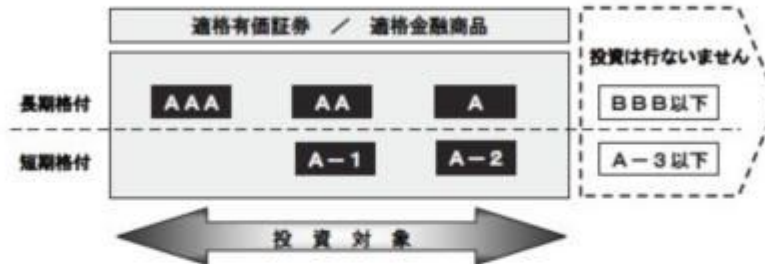 適格有価証券 ／ 適格金融商品
投資は行ないません
長期格付 AAA AA A BBB以下
短期格付 A－1 A－2 A－3以下
投資対象